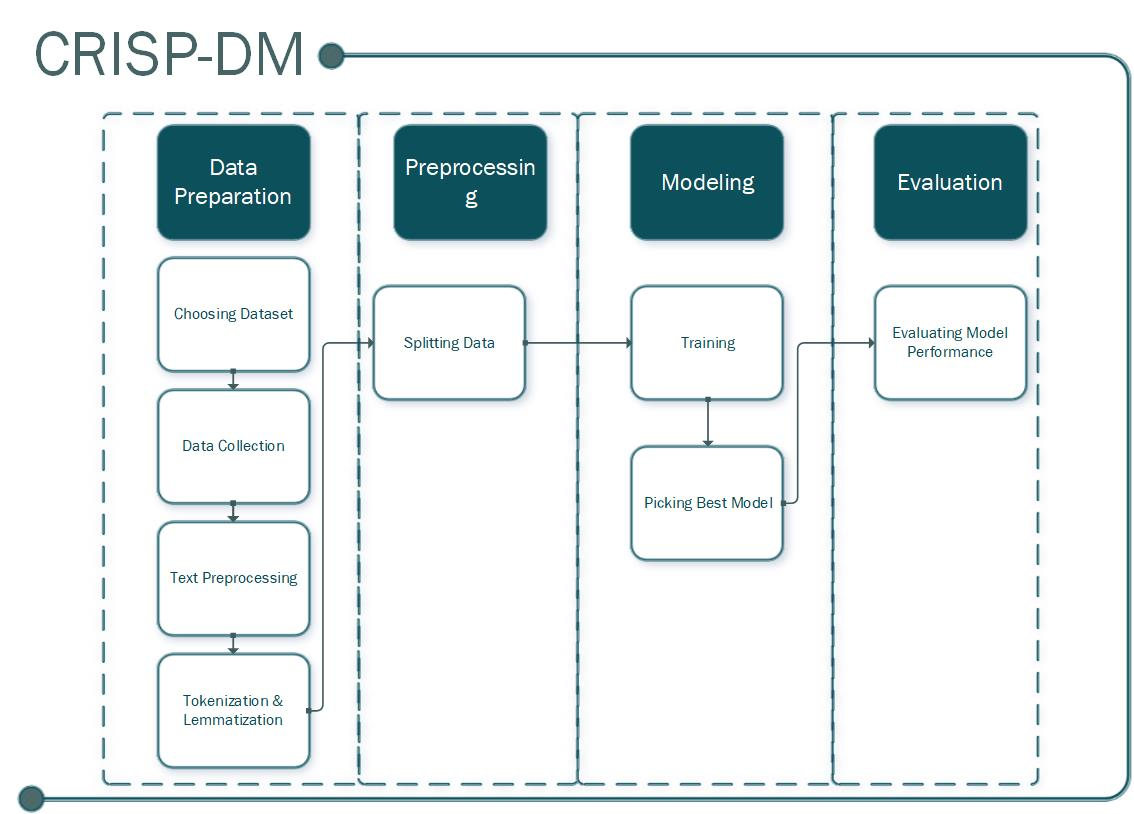 CRISP-DM
Data
Preparation
Choosing Dataset
Data Collection
Text Preprocessing
Tokenization &
Lemmatization
Preprocessin
g
Splitting Data
Modeling
Training
Picking Best Model
Evaluation
Evaluating Model
Performance